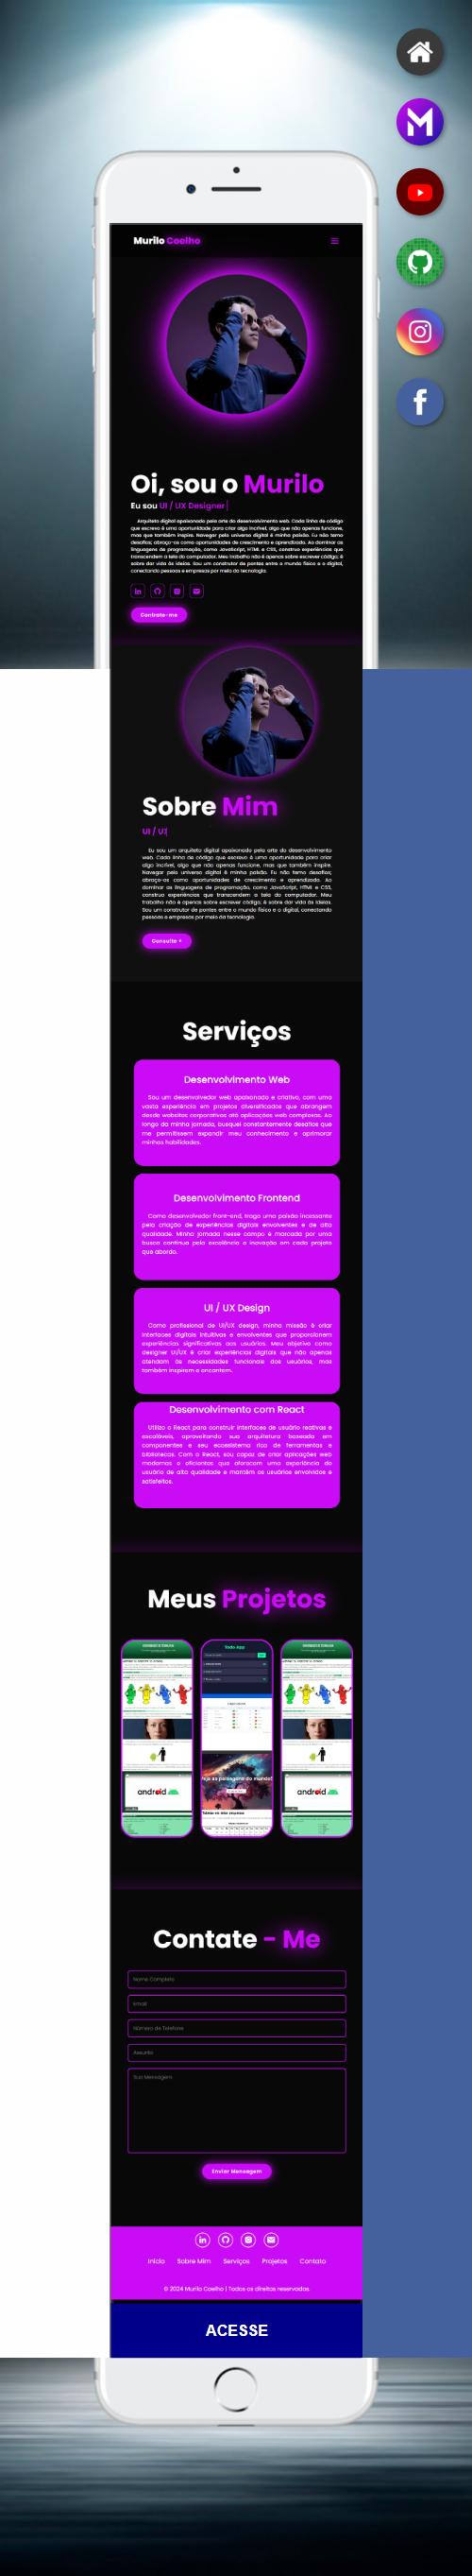 Murilo Coelho
Oi, sou o Murilo
Eu sou UI / UX Designer
Arquiteto digital apaixonado pela arte do desenvolvimento web. Cada linha de código
que escrevo é uma oportunidade para criar algo incrível, algo que não apenas funcione,
mas que também inspire. Navegar pelo universo digital é minha paixão. Eu não temo
desafios; abraço-os como oportunidades de crescimento e aprendizado. Ao dominar as
linguagens de programação, como JavaScript, HTML e CSS, construo experiências que
transcendem a tela do computador. Meu trabalho não é apenas sobre escrever código; é
sobre dar vida às ideias. Sou um construtor de pontes entre o mundo físico e o digital,
conectando pessoas e empresas por meio da tecnologia.
Contrate-me
Sobre Mim
UI / UX
Eu sou um arquiteto digital apaixonado pela arte do desenvolvimento
web. Cada linha de código que escrevo é uma oportunidade para criar
algo incrível, algo que não apenas funcione, mas que também inspire.
Navegar pelo universo digital é minha paixão. Eu não temo desafios;
abraço-os como oportunidades de crescimento e aprendizado. Ao
dominar as linguagens de programação, como JavaScript, HTML e CSS,
construo experiências que transcendem a tela do computador. Meu
trabalho não é apenas sobre escrever código; é sobre dar vida às ideias.
Sou um construtor de pontes entre o mundo físico e o digital, conectando
pessoas e empresas por meio da tecnologia.
Consulte +
Serviços
Desenvolvimento Web
Sou um desenvolvedor web apaixonado e criativo, com uma
vasta experiência em projetos diversificados que abrangem
desde websites corporativos até aplicações web complexas. Ao
longo da minha jornada, busquei constantemente desafios que
me permitissem expandir meu conhecimento e aprimorar
minhas habilidades.
Desenvolvimento Frontend
Como desenvolvedor front-end, trago uma paixão incessante
pela criação de experiências digitais envolventes e de alta
qualidade. Minha jornada nesse campo é marcada por uma
busca contínua pela excelência e inovação em cada projeto
que abordo.
UI / UX Design
Como profissional de UI/UX design, minha missão é criar
interfaces digitais intuitivas e envolventes que proporcionem
experiências significativas aos usuários. Meu objetivo como
designer UI/UX é criar experiências digitais que não apenas
atendam às necessidades funcionais dos usuários, mas
também inspirem e encantem.
Desenvolvimento com React
Utilizo o React para construir interfaces de usuário reativas e
escaláveis, aproveitando sua arquitetura baseada em
componentes e seu ecossistema rico de ferramentas e
bibliotecas. Com o React, sou capaz de criar aplicações web
modernas e eficientes que oferecem uma experiência do
usuário de alta qualidade e mantêm os usuários envolvidos e
satisfeitos.
Meus Projetos
Todo App
android
android
Contate - Me
Nome Completo
Email
Número de Telefone
Assunto
Sua Mensagem
Enviar Mensagem
Início Sobre Mim Serviços Projetos Contato
© 2024 Murilo Coelho | Todos os direitos reservados.
ACESSE